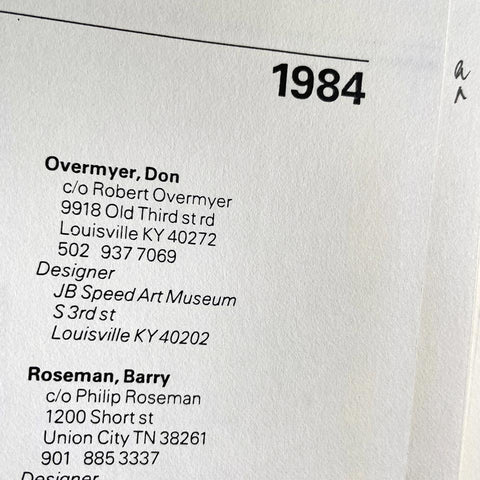 1984
a
^
Overmyer, Don
c/o Robert Overmyer
9918 Old Third st rd
Louisville KY 40272
502 937 7069
Designer
JB Speed Art Museum
S 3rd st
Louisville KY 40202
Roseman, Barry
c/o Philip Roseman
1200 Short st
Union City TN 38261
901 885 3337
Designer